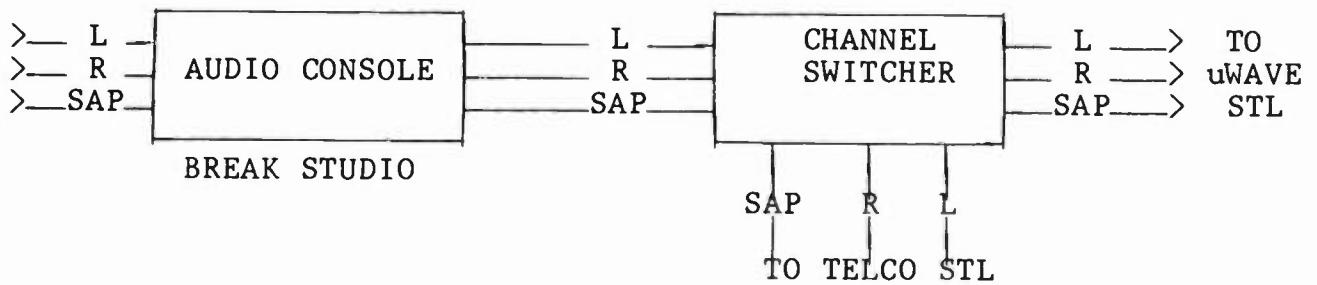 L L CHANNEL L TO
R AUDIO CONSOLE R SWITCHER R uWAVE
SAP SAP SAP STL
BREAK STUDIO
SAP R L
TO TELCO STL